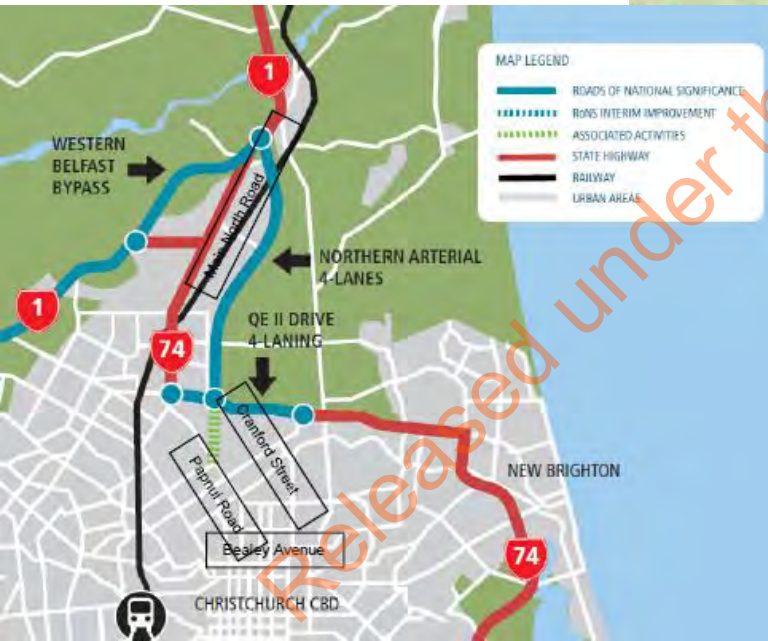 1
MAP LEGEND
ROADS OF NATIONAL SIGNIFICANCE
RoNS INTERIM IMPROVEMENT
ASSOCIATED ACTIVITIES
STATE HIGHWAY
RAILWAY
URBAN AREAS
WESTERN
BELFAST
BYPASS
Main North Road
NORTHERN ARTERIAL
4-LANES
1
QE II DRIVE
4-LANING
74
Cranford Street
Papnui Road
NEW BRIGHTON
Bealey Avenue
74
CHRISTCHURCH CBD
Released under the